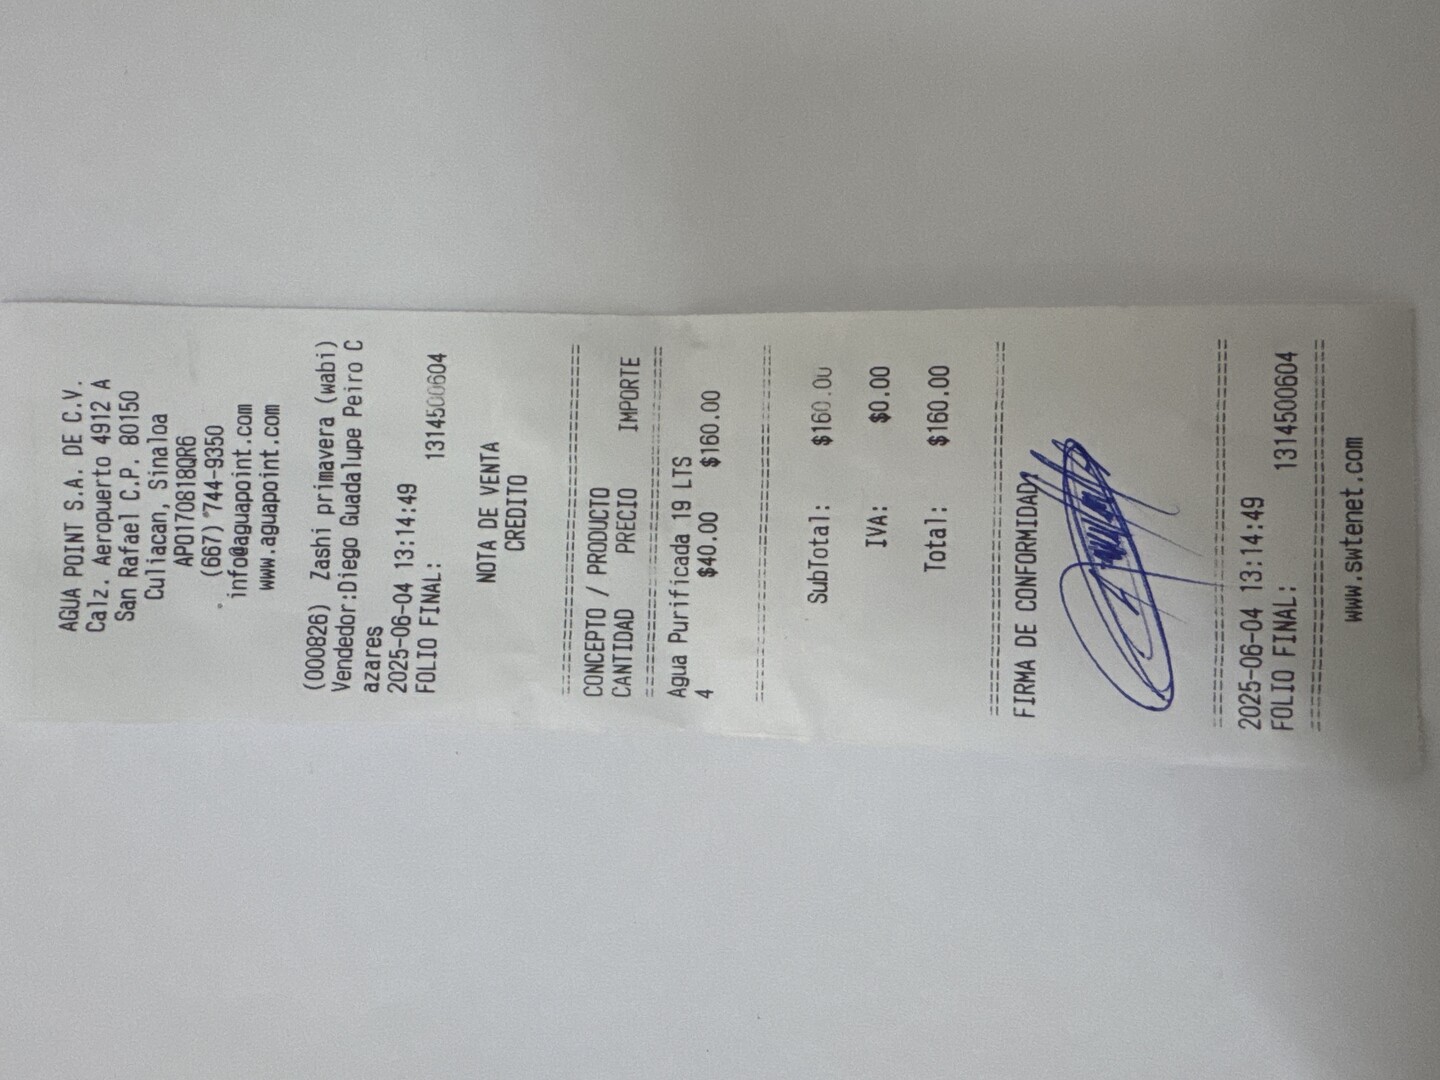 AGUA POINT S.A. DE C.V.
Calz. Aeropuerto 4912 A
San Rafael C.P. 80150
Culiacan, Sinaloa
APO170818QR6
(667) 744-9350
info@aguapoint.com
www.aguapoint.com
(000826) Zashi primavera (wabi)
Vendedor:Diego Guadalupe Peiro C
azares
2025-06-04 13:14:49
FOLIO FINAL: 1314500604
NOTA DE VENTA
CREDITO
CONCEPTO / PRODUCTO
CANTIDAD PRECIO IMPORTE
Agua Purificada 19 LTS
4 $40.00 $160.00
SubTotal: $160.00
IVA: $0.00
Total: $160.00
FIRMA DE CONFORMIDAD:
2025-06-04 13:14:49
FOLIO FINAL: 1314500604
www.swtenet.com